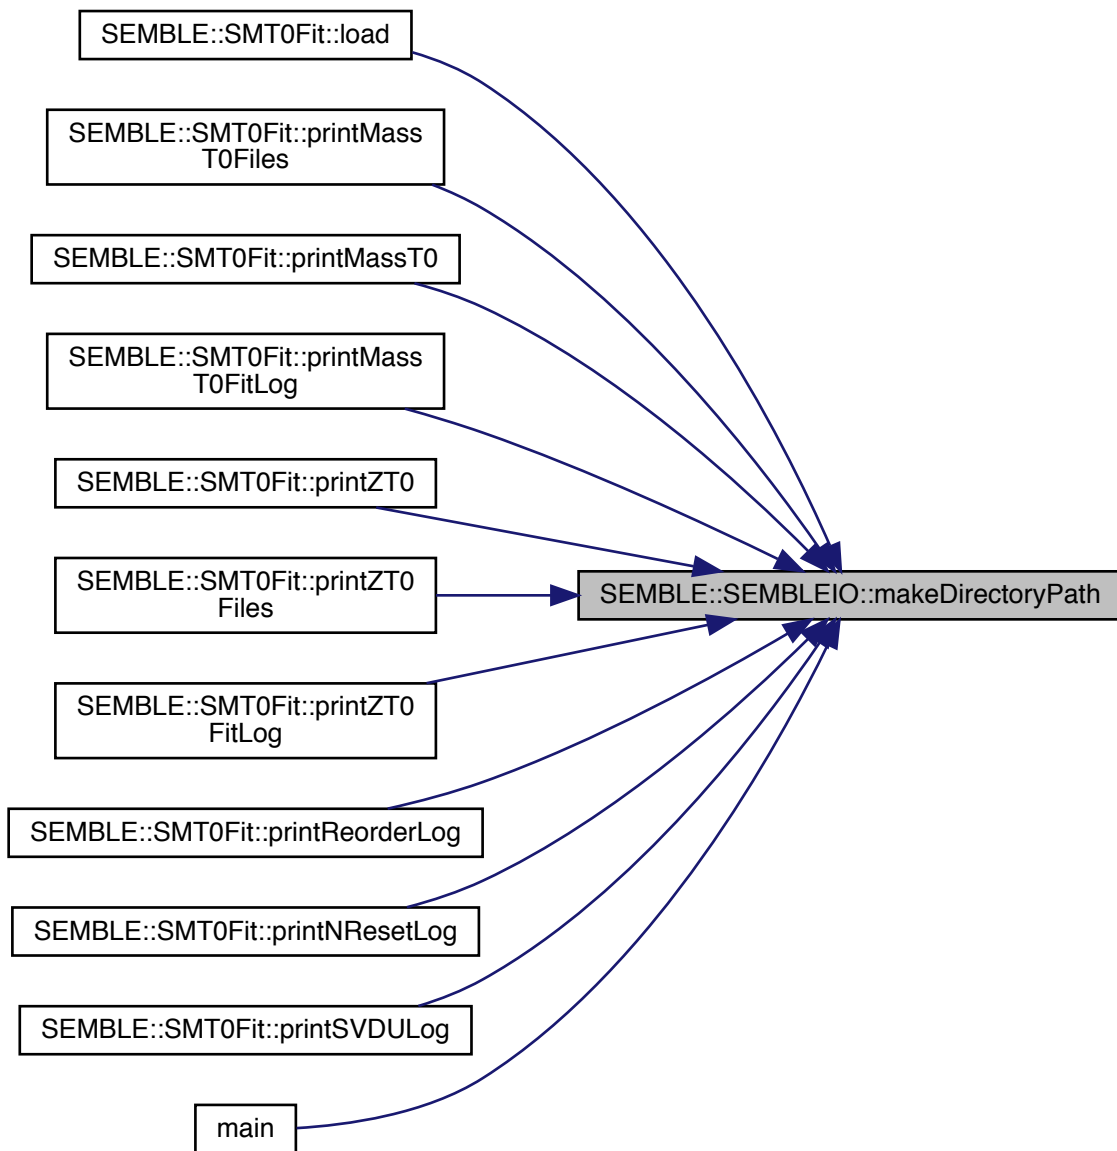 SEMBLE::SMT0Fit::load
SEMBLE::SMT0Fit::printMass
T0Files
SEMBLE::SMT0Fit::printMassT0
SEMBLE::SMT0Fit::printMass
T0FitLog
SEMBLE::SMT0Fit::printZT0
SEMBLE::SMT0Fit::printZT0
Files
SEMBLE::SEMBLEIO::makeDirectoryPath
SEMBLE::SMT0Fit::printZT0
FitLog
SEMBLE::SMT0Fit::printReorderLog
SEMBLE::SMT0Fit::printNResetLog
SEMBLE::SMT0Fit::printSVDULog
main